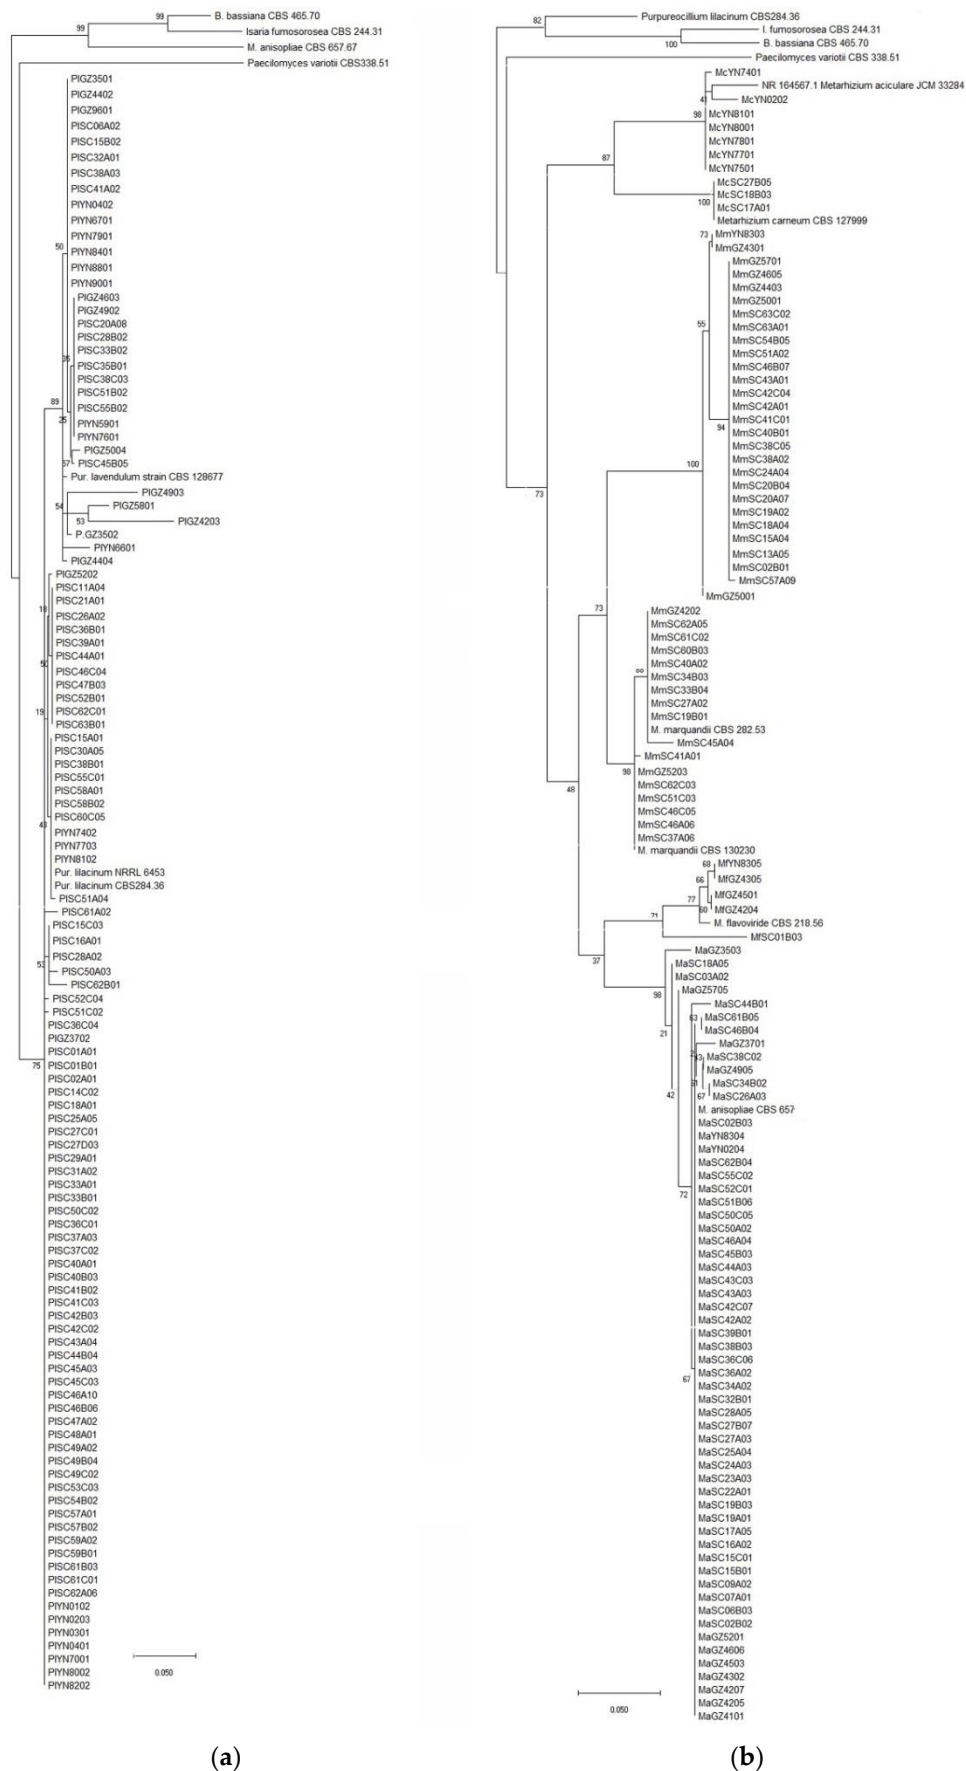 B. bassiana CBS 465.70
99
Isaria fumosorosea CBS 244.31
99
M. anisopliae CBS 657.67
Paecilomyces variotii CBS338.51
PlGZ3501
PlGZ4402
PlGZ9601
PlSC06A02
PlSC15B02
PlSC32A01
PlSC38A03
PlSC41A02
PlYN0402
PlYN6701
PlYN7901
50
PlYN8401
PlYN8801
PlYN9001
PlGZ4603
PlGZ4902
PlSC20A08
PlSC28B02
PlSC33B02
PlSC35B01
PlSC38C03
PlSC51B02
89
PlSC55B02
25
PlYN5901
PlYN7601
PlGZ5004
57
PlSC45B05
Pur. lavendulum strain CBS 128677
PlGZ4903
54
PlGZ5801
53
PlGZ4203
P.GZ3502
PlYN6601
PlGZ4404
PlGZ5202
PlSC11A04
PlSC21A01
18
PlSC26A02
PlSC36B01
PlSC39A01
PlSC44A01
50
PlSC46C04
PlSC47B03
PlSC52B01
19
PlSC62C01
PlSC63B01
PlSC15A01
PlSC30A05
PlSC38B01
PlSC55C01
PlSC58A01
PlSC58B02
PlSC60C05
43
PlYN7402
PlYN7703
PlYN8102
Pur. lilacinum NRRL 6453
Pur. lilacinum CBS284.36
PlSC51A04
PlSC61A02
PlSC15C03
PlSC16A01
PlSC28A02
53
PlSC50A03
PlSC62B01
PlSC52C04
PlSC51C02
PlSC36C04
PlGZ3702
PlSC01A01
75
PlSC01B01
PlSC02A01
PlSC14C02
PlSC18A01
PlSC25A05
PlSC27C01
PlSC27D03
PlSC29A01
PlSC31A02
PlSC33A01
PlSC33B01
PlSC50C02
PlSC36C01
PlSC37A03
PlSC37C02
PlSC40A01
PlSC40B03
PlSC41B02
PlSC41C03
PlSC42B03
PlSC42C02
PlSC43A04
PlSC44B04
PlSC45A03
PlSC45C03
PlSC46A10
PlSC46B06
PlSC47A02
PlSC48A01
PlSC49A02
PlSC49B04
PlSC49C02
PlSC53C03
PlSC54B02
PlSC57A01
PlSC57B02
PlSC59A02
PlSC59B01
PlSC61B03
PlSC61C01
PlSC62A06
PlYN0102
PlYN0203
PlYN0301
PlYN0401
PlYN7001
PlYN8002
PlYN8202
0.050
(a)
Purpureocillium lilacinum CBS284.36
82
I. fumosorosea CBS 244.31
100
B. bassiana CBS 465.70
Paecilomyces variotii CBS 338.51
McYN7401
NR 164567.1 Metarhizium aciculare JCM 33284
41
McYN0202
98
McYN8101
McYN8001
McYN7801
McYN7701
87
McYN7501
McSC27B05
McSC18B03
100
McSC17A01
Metarhizium carneum CBS 127999
73
MmYN8303
MmGZ4301
MmGZ5701
MmGZ4605
MmGZ4403
MmGZ5001
MmSC63C02
55
MmSC63A01
MmSC54B05
MmSC51A02
MmSC46B07
MmSC43A01
MmSC42C04
MmSC42A01
MmSC41C01
94
MmSC40B01
MmSC38C05
MmSC38A02
100
MmSC24A04
MmSC20B04
73
MmSC20A07
MmSC19A02
MmSC18A04
MmSC15A04
MmSC13A05
MmSC02B01
MmSC57A09
MmGZ5001
73
MmGZ4202
MmSC62A05
MmSC61C02
MmSC60B03
MmSC40A02
MmSC34B03
MmSC33B04
MmSC27A02
MmSC19B01
M. marquandii CBS 282.53
MmSC45A04
MmSC41A01
98
MmGZ5203
MmSC62C03
48
MmSC51C03
MmSC46C05
MmSC46A06
MmSC37A06
M. marquandii CBS 130230
68
MfYN8305
66
MfGZ4305
77
MfGZ4501
60
MfGZ4204
71
M. flavoviride CBS 218.56
MfSC01B03
37
MaGZ3503
MaSC18A05
MaSC03A02
98
MaGZ5705
MaSC44B01
63
MaSC61B05
21
MaSC46B04
MaGZ3701
MaSC38C02
MaGZ4905
MaSC34B02
42
67
MaSC26A03
M. anisopliae CBS 657
MaSC02B03
MaYN8304
MaYN0204
MaSC62B04
MaSC55C02
72
MaSC52C01
MaSC51B06
MaSC50C05
MaSC50A02
MaSC46A04
MaSC45B03
MaSC44A03
MaSC43C03
MaSC43A03
MaSC42C07
MaSC42A02
MaSC39B01
MaSC38B03
MaSC36C06
67
MaSC36A02
MaSC34A02
MaSC32B01
MaSC28A05
MaSC27B07
MaSC27A03
MaSC25A04
MaSC24A03
MaSC23A03
MaSC22A01
MaSC19B03
MaSC19A01
MaSC17A05
MaSC16A02
MaSC15C01
MaSC15B01
MaSC09A02
MaSC07A01
MaSC06B03
MaSC02B02
MaGZ5201
MaGZ4606
MaGZ4503
MaGZ4302
MaGZ4207
MaGZ4205
MaGZ4101
0.050
(b)